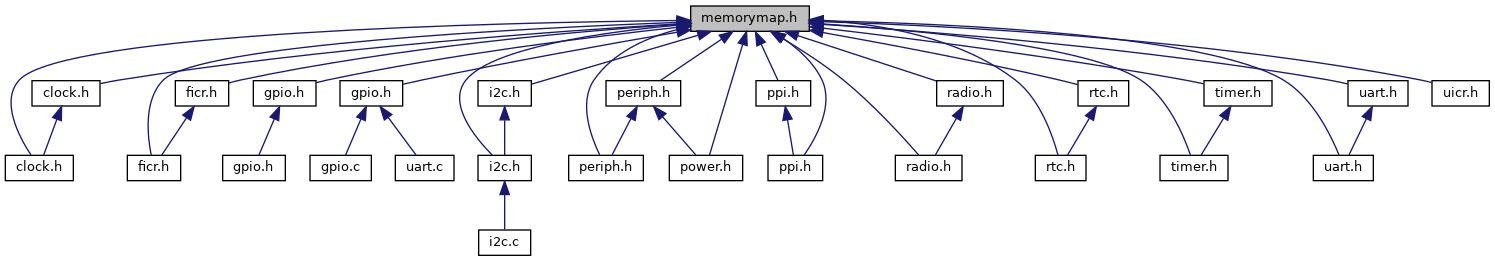 memorymap.h
clock.h
ficr.h
gpio.h
gpio.h
i2c.h
periph.h
ppi.h
radio.h
rtc.h
timer.h
uart.h
uicr.h
clock.h
ficr.h
gpio.h
gpio.c
uart.c
i2c.h
periph.h
power.h
ppi.h
radio.h
rtc.h
timer.h
uart.h
i2c.c